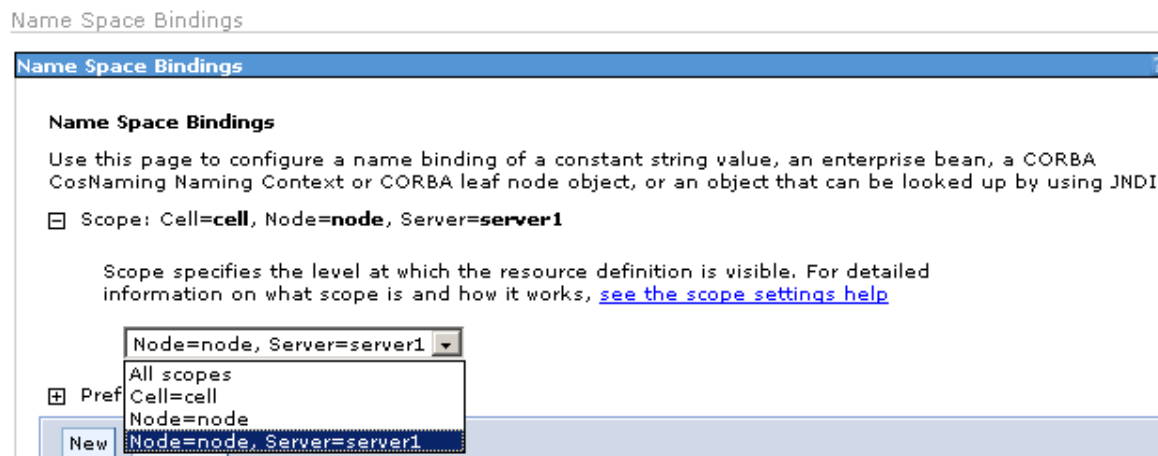 Name Space Bindings
Name Space Bindings
Name Space Bindings
Use this page to configure a name binding of a constant string value, an enterprise bean, a CORBA
CosNaming Naming Context or CORBA leaf node object, or an object that can be looked up by using JNDI
Scope: Cell=cell, Node=node, Server=server1
Scope specifies the level at which the resource definition is visible. For detailed
information on what scope is and how it works, see the scope settings help
Node=node, Server=server1
All scopes
Pref Cell=cell
Node=node
New Node=node, Server=server1